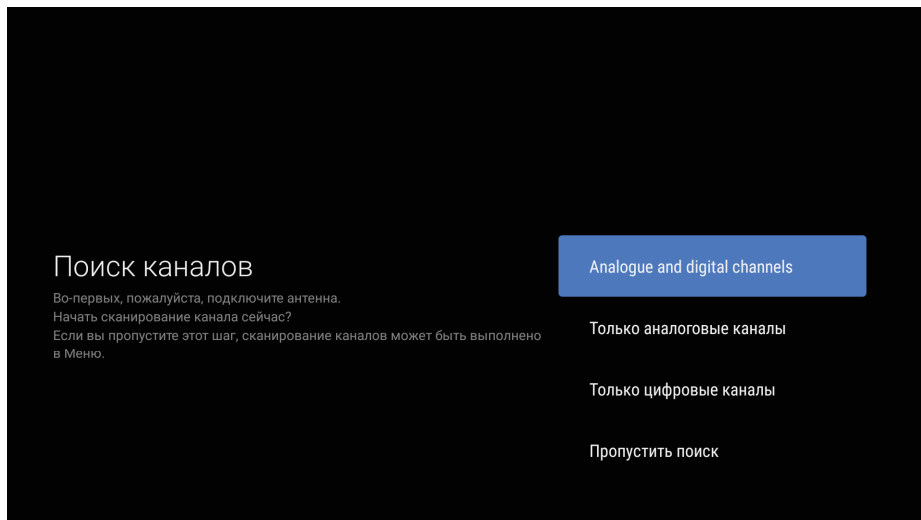 Поиск каналов
Во-первых, пожалуйста, подключите антенна.
Начать сканирование канала сейчас?
Если вы пропустите этот шаг, сканирование каналов может быть выполнено
в Меню.
Analogue and digital channels
Только аналоговые каналы
Только цифровые каналы
Пропустить поиск